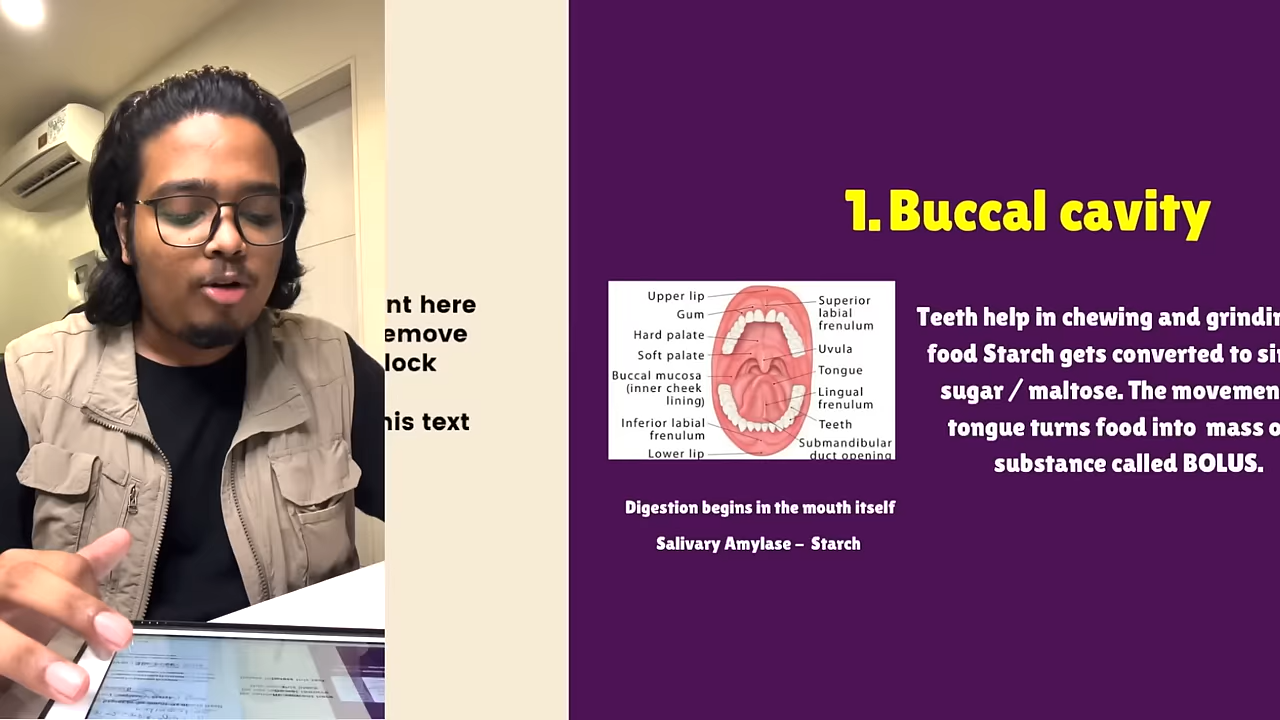 nt here
emove
lock
his text
1. Buccal cavity
Upper lip
Gum
Hard palate
Soft palate
Buccal mucosa
(inner cheek
lining)
Inferior labial
frenulum
Lower lip
Superior
labial
frenulum
Uvula
Tongue
Lingual
frenulum
Teeth
Submandibular
duct opening
Teeth help in chewing and grindin
food Starch gets converted to si
sugar / maltose. The movemen
tongue turns food into mass o
substance called BOLUS.
Digestion begins in the mouth itself
Salivary Amylase - Starch